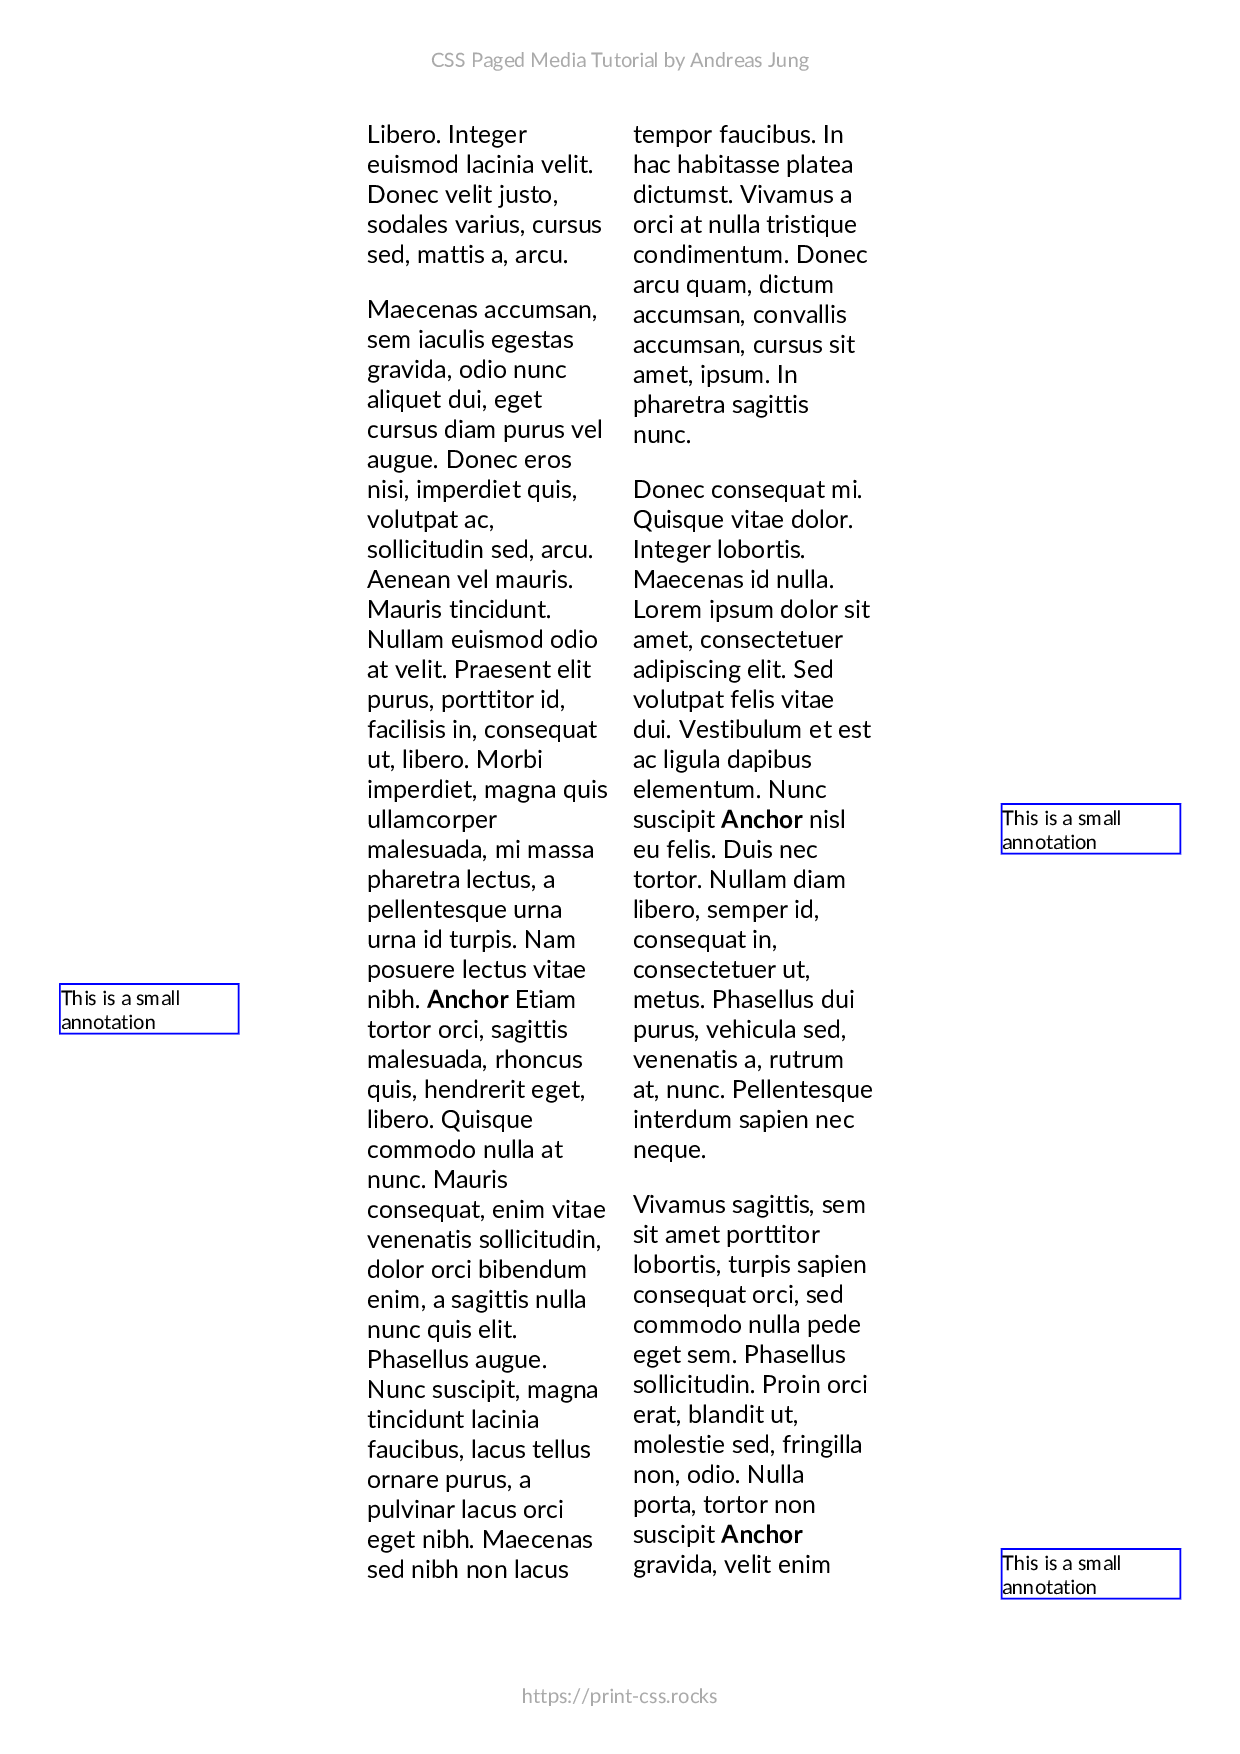 CSS Paged Media Tutorial by Andreas Jung
Libero. Integer
euismod lacinia velit.
Donec velit justo,
sodales varius, cursus
sed, mattis a, arcu.
Maecenas accumsan,
sem iaculis egestas
gravida, odio nunc
aliquet dui, eget
cursus diam purus vel
augue. Donec eros
nisi, imperdiet quis,
volutpat ac,
sollicitudin sed, arcu.
Aenean vel mauris.
Mauris tincidunt.
Nullam euismod odio
at velit. Praesent elit
purus, porttitor id,
facilisis in, consequat
ut, libero. Morbi
imperdiet, magna quis
ullamcorper
malesuada, mi massa
pharetra lectus, a
pellentesque urna
urna id turpis. Nam
posuere lectus vitae
nibh. Anchor Etiam
tortor orci, sagittis
malesuada, rhoncus
quis, hendrerit eget,
libero. Quisque
commodo nulla at
nunc. Mauris
consequat, enim vitae
venenatis sollicitudin,
dolor orci bibendum
enim, a sagittis nulla
nunc quis elit.
Phasellus augue.
Nunc suscipit, magna
tincidunt lacinia
faucibus, lacus tellus
ornare purus, a
pulvinar lacus orci
eget nibh. Maecenas
sed nibh non lacus
This is a small
annotation
tempor faucibus. In
hac habitasse platea
dictumst. Vivamus a
orci at nulla tristique
condimentum. Donec
arcu quam, dictum
accumsan, convallis
accumsan, cursus sit
amet, ipsum. In
pharetra sagittis
nunc.
Donec consequat mi.
Quisque vitae dolor.
Integer lobortis.
Maecenas id nulla.
Lorem ipsum dolor sit
amet, consectetuer
adipiscing elit. Sed
volutpat felis vitae
dui. Vestibulum et est
ac ligula dapibus
elementum. Nunc
suscipit Anchor nisl
eu felis. Duis nec
tortor. Nullam diam
libero, semper id,
consequat in,
consectetuer ut,
metus. Phasellus dui
purus, vehicula sed,
venenatis a, rutrum
at, nunc. Pellentesque
interdum sapien nec
neque.
Vivamus sagittis, sem
sit amet porttitor
lobortis, turpis sapien
consequat orci, sed
commodo nulla pede
eget sem. Phasellus
sollicitudin. Proin orci
erat, blandit ut,
molestie sed, fringilla
non, odio. Nulla
porta, tortor non
suscipit Anchor
gravida, velit enim
This is a small
annotation
This is a small
annotation
https://print-css.rocks